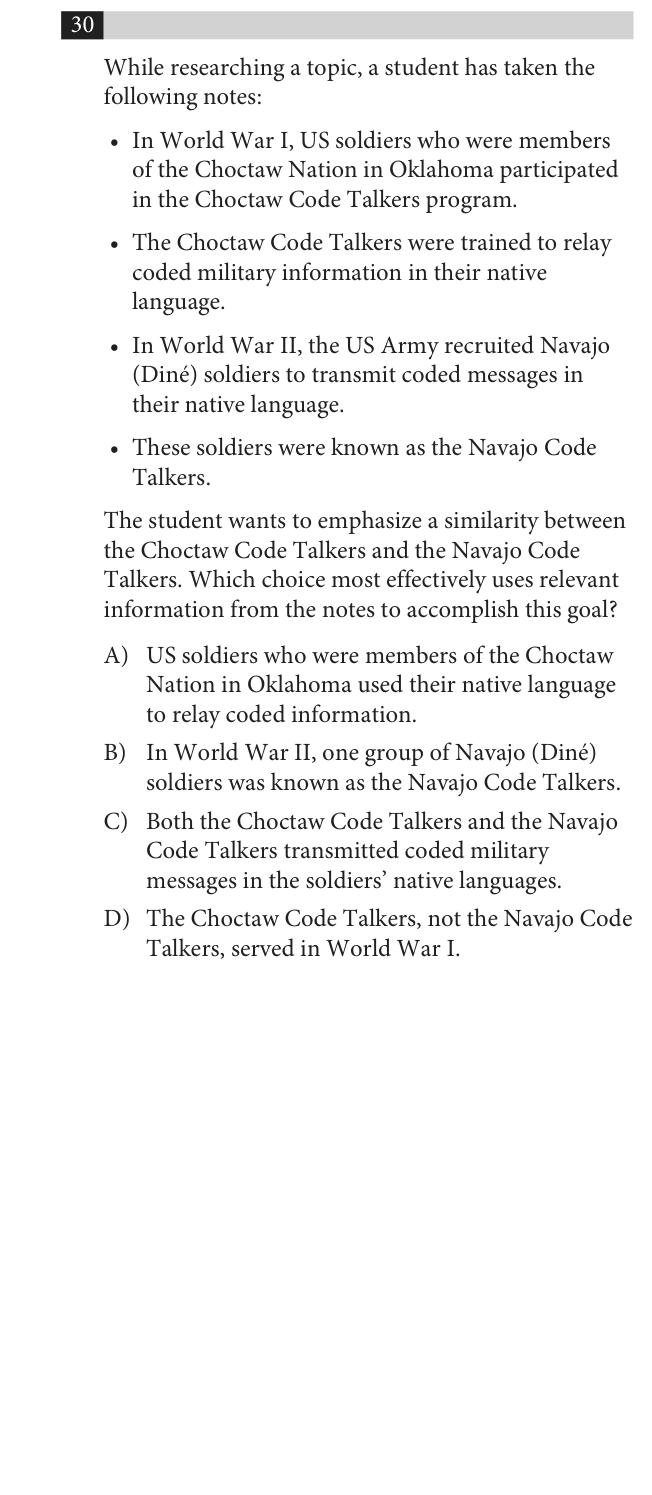 30
While researching a topic, a student has taken the
following notes:
• In World War I, US soldiers who were members
of the Choctaw Nation in Oklahoma participated
in the Choctaw Code Talkers program.
• The Choctaw Code Talkers were trained to relay
coded military information in their native
language.
• In World War II, the US Army recruited Navajo
(Diné) soldiers to transmit coded messages in
their native language.
• These soldiers were known as the Navajo Code
Talkers.
The student wants to emphasize a similarity between
the Choctaw Code Talkers and the Navajo Code
Talkers. Which choice most effectively uses relevant
information from the notes to accomplish this goal?
A) US soldiers who were members of the Choctaw
Nation in Oklahoma used their native language
to relay coded information.
B) In World War II, one group of Navajo (Diné)
soldiers was known as the Navajo Code Talkers.
C) Both the Choctaw Code Talkers and the Navajo
Code Talkers transmitted coded military
messages in the soldiers’ native languages.
D) The Choctaw Code Talkers, not the Navajo Code
Talkers, served in World War I.